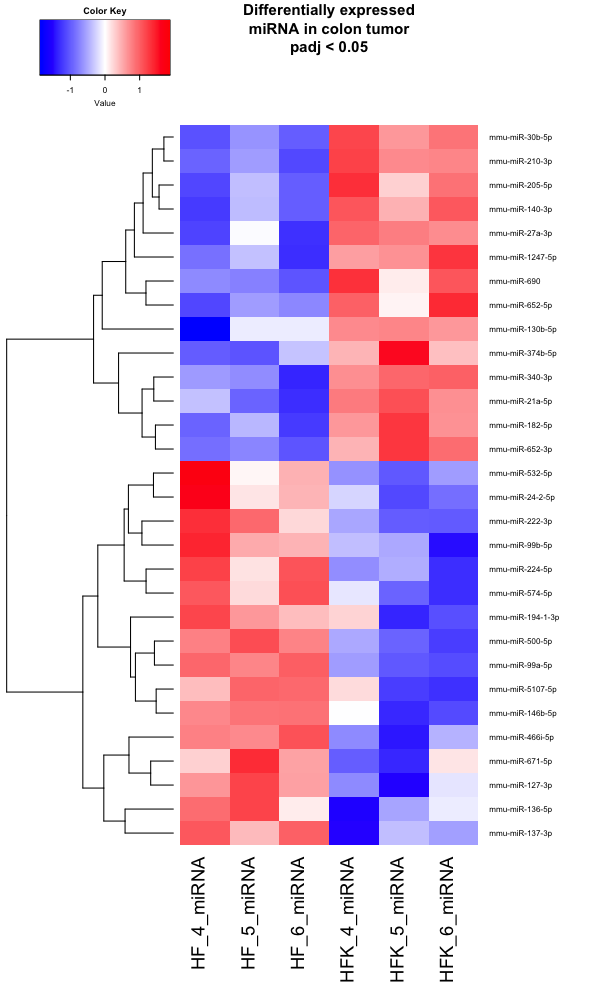 Color Key
-1 0 1
Value
Differentially expressed
miRNA in colon tumor
padj < 0.05
mmu-miR-30b-5p
mmu-miR-210-3p
mmu-miR-205-5p
mmu-miR-140-3p
mmu-miR-27a-3p
mmu-miR-1247-5p
mmu-miR-690
mmu-miR-652-5p
mmu-miR-130b-5p
mmu-miR-374b-5p
mmu-miR-340-3p
mmu-miR-21a-5p
mmu-miR-182-5p
mmu-miR-652-3p
mmu-miR-532-5p
mmu-miR-24-2-5p
mmu-miR-222-3p
mmu-miR-99b-5p
mmu-miR-224-5p
mmu-miR-574-5p
mmu-miR-194-1-3p
mmu-miR-500-5p
mmu-miR-99a-5p
mmu-miR-5107-5p
mmu-miR-146b-5p
mmu-miR-466i-5p
mmu-miR-671-5p
mmu-miR-127-3p
mmu-miR-136-5p
mmu-miR-137-3p
HF_4_miRNA
HF_5_miRNA
HF_6_miRNA
HFK_4_miRNA
HFK_5_miRNA
HFK_6_miRNA